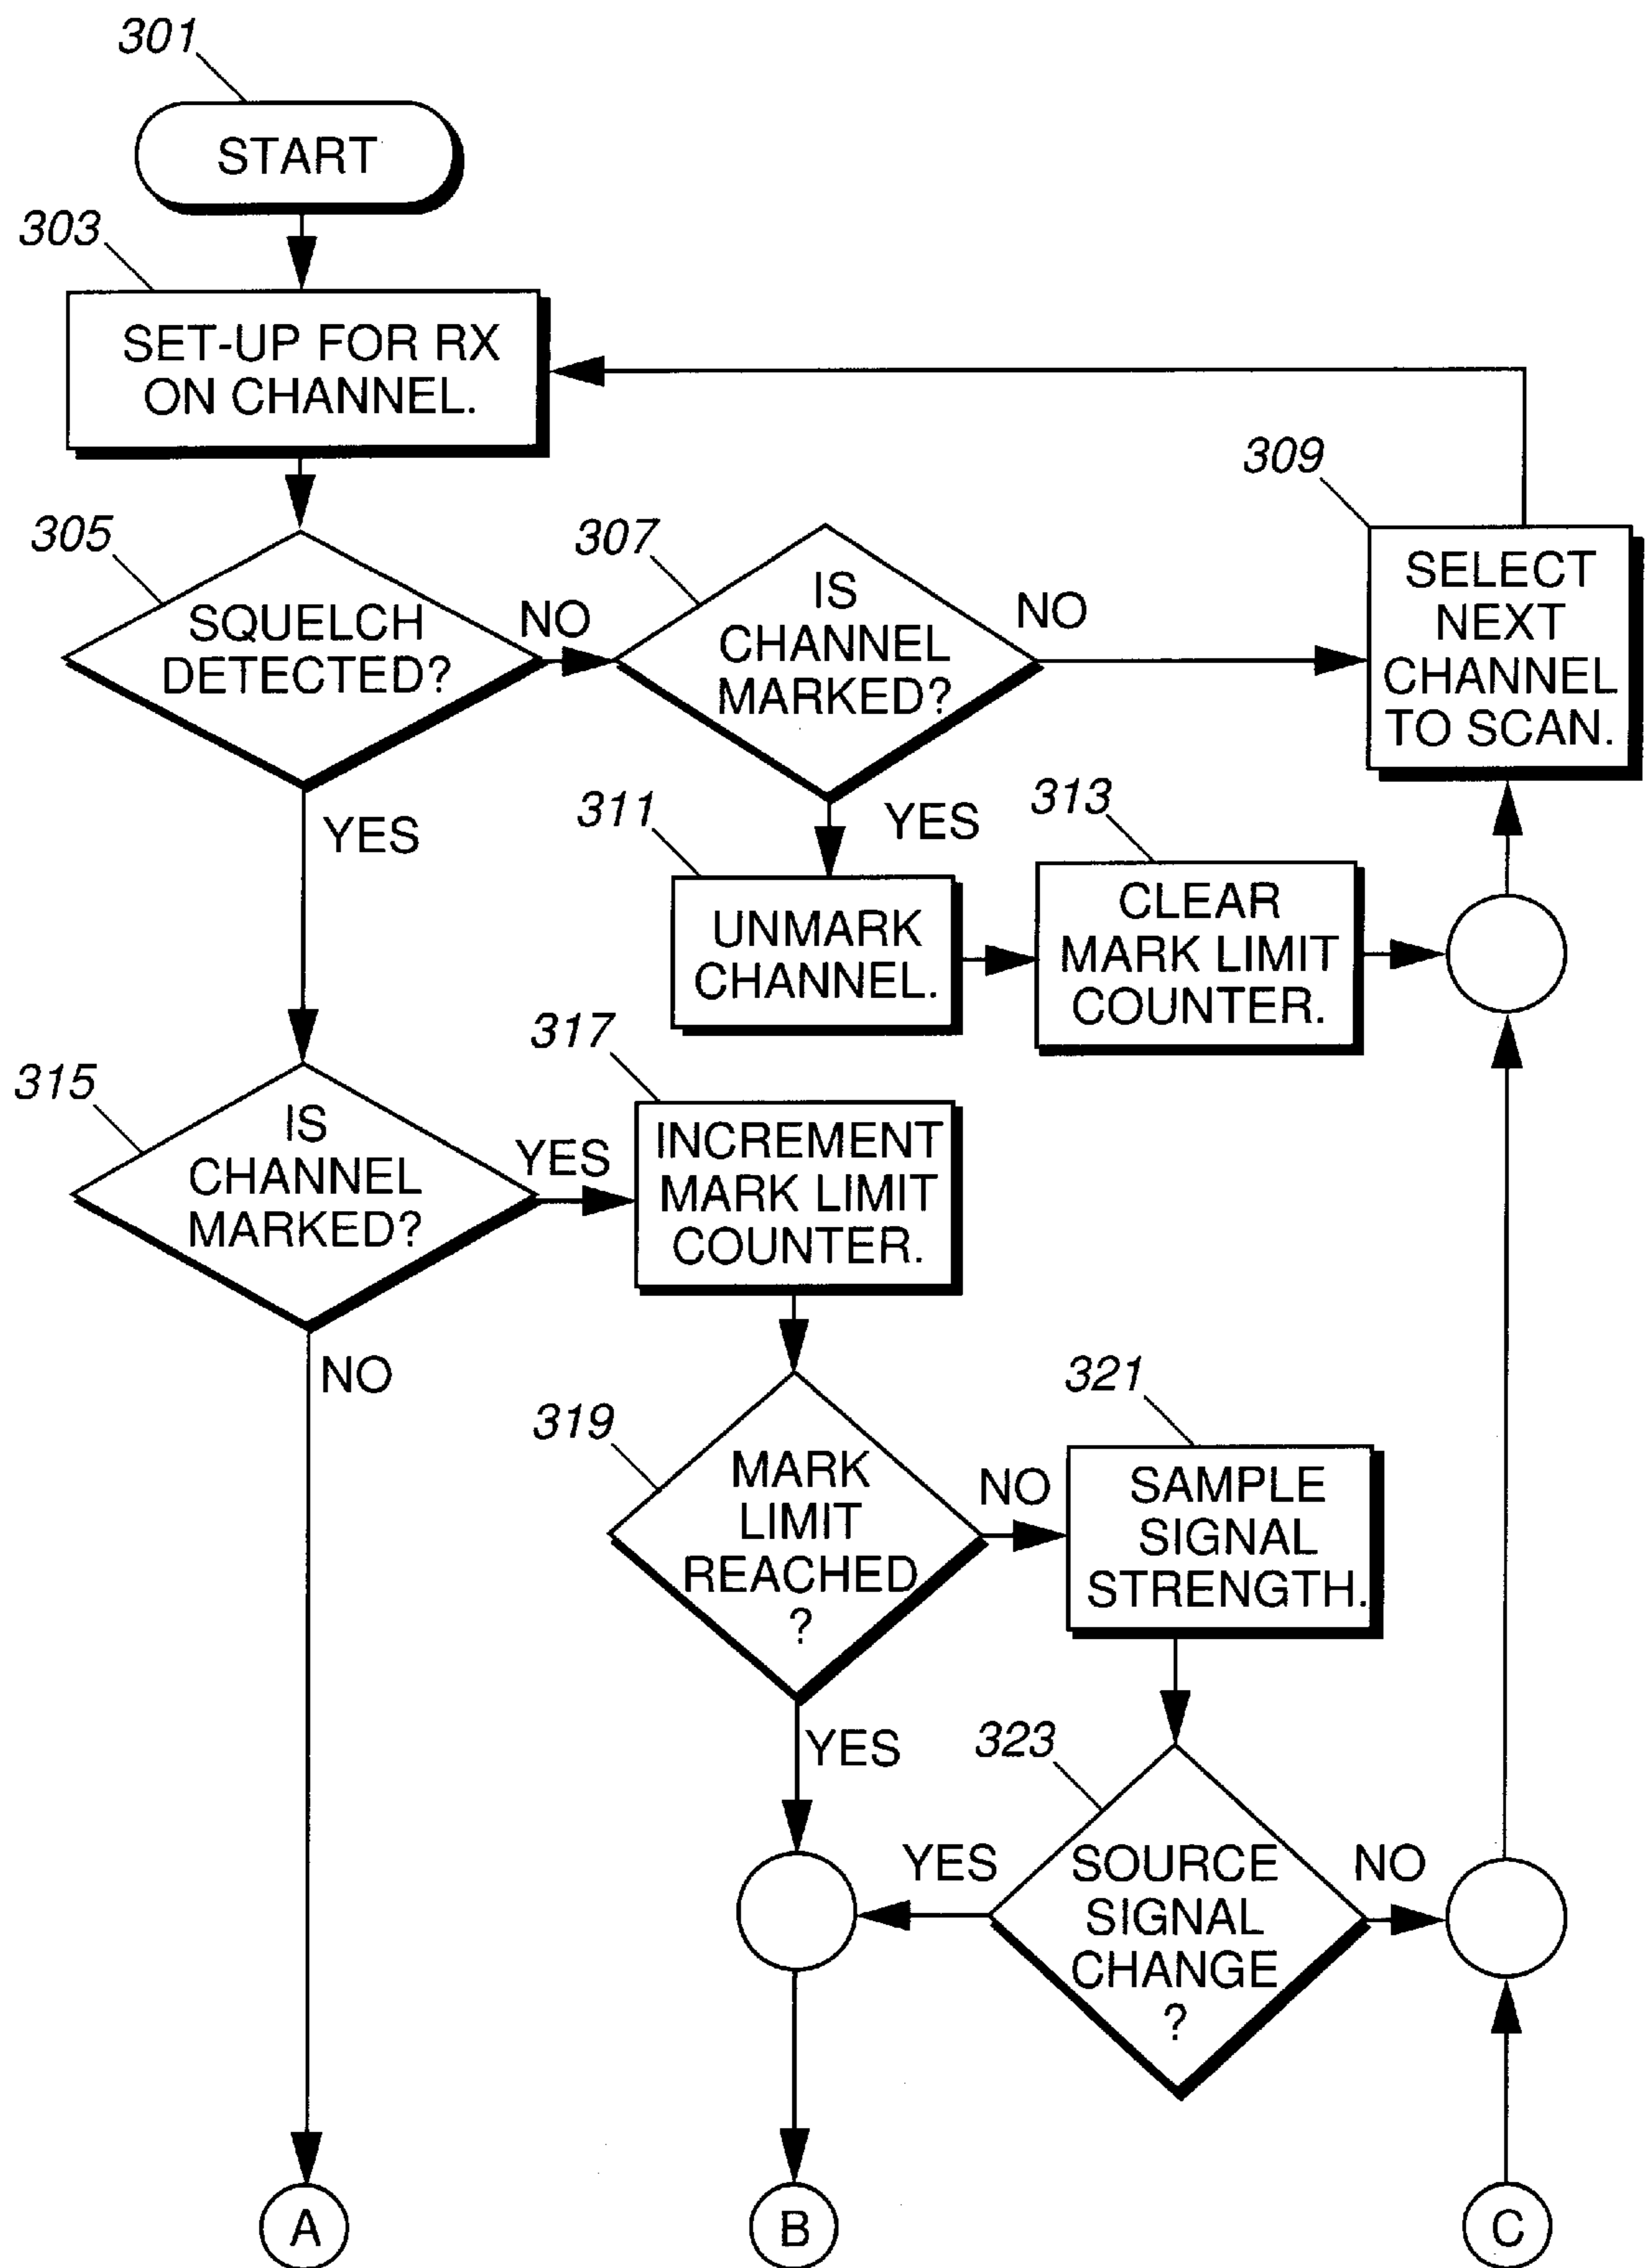 301
START
303
SET-UP FOR RX
ON CHANNEL.
305
SQUELCH
DETECTED?
NO
307
IS
CHANNEL
MARKED?
NO
309
SELECT
NEXT
CHANNEL
TO SCAN.
YES
YES
311
UNMARK
CHANNEL.
313
CLEAR
MARK LIMIT
COUNTER.
315
IS
CHANNEL
MARKED?
YES
317
INCREMENT
MARK LIMIT
COUNTER.
NO
319
MARK
LIMIT
REACHED
?
NO
321
SAMPLE
SIGNAL
STRENGTH.
YES
323
YES
SOURCE
SIGNAL
CHANGE
?
NO
A
B
C